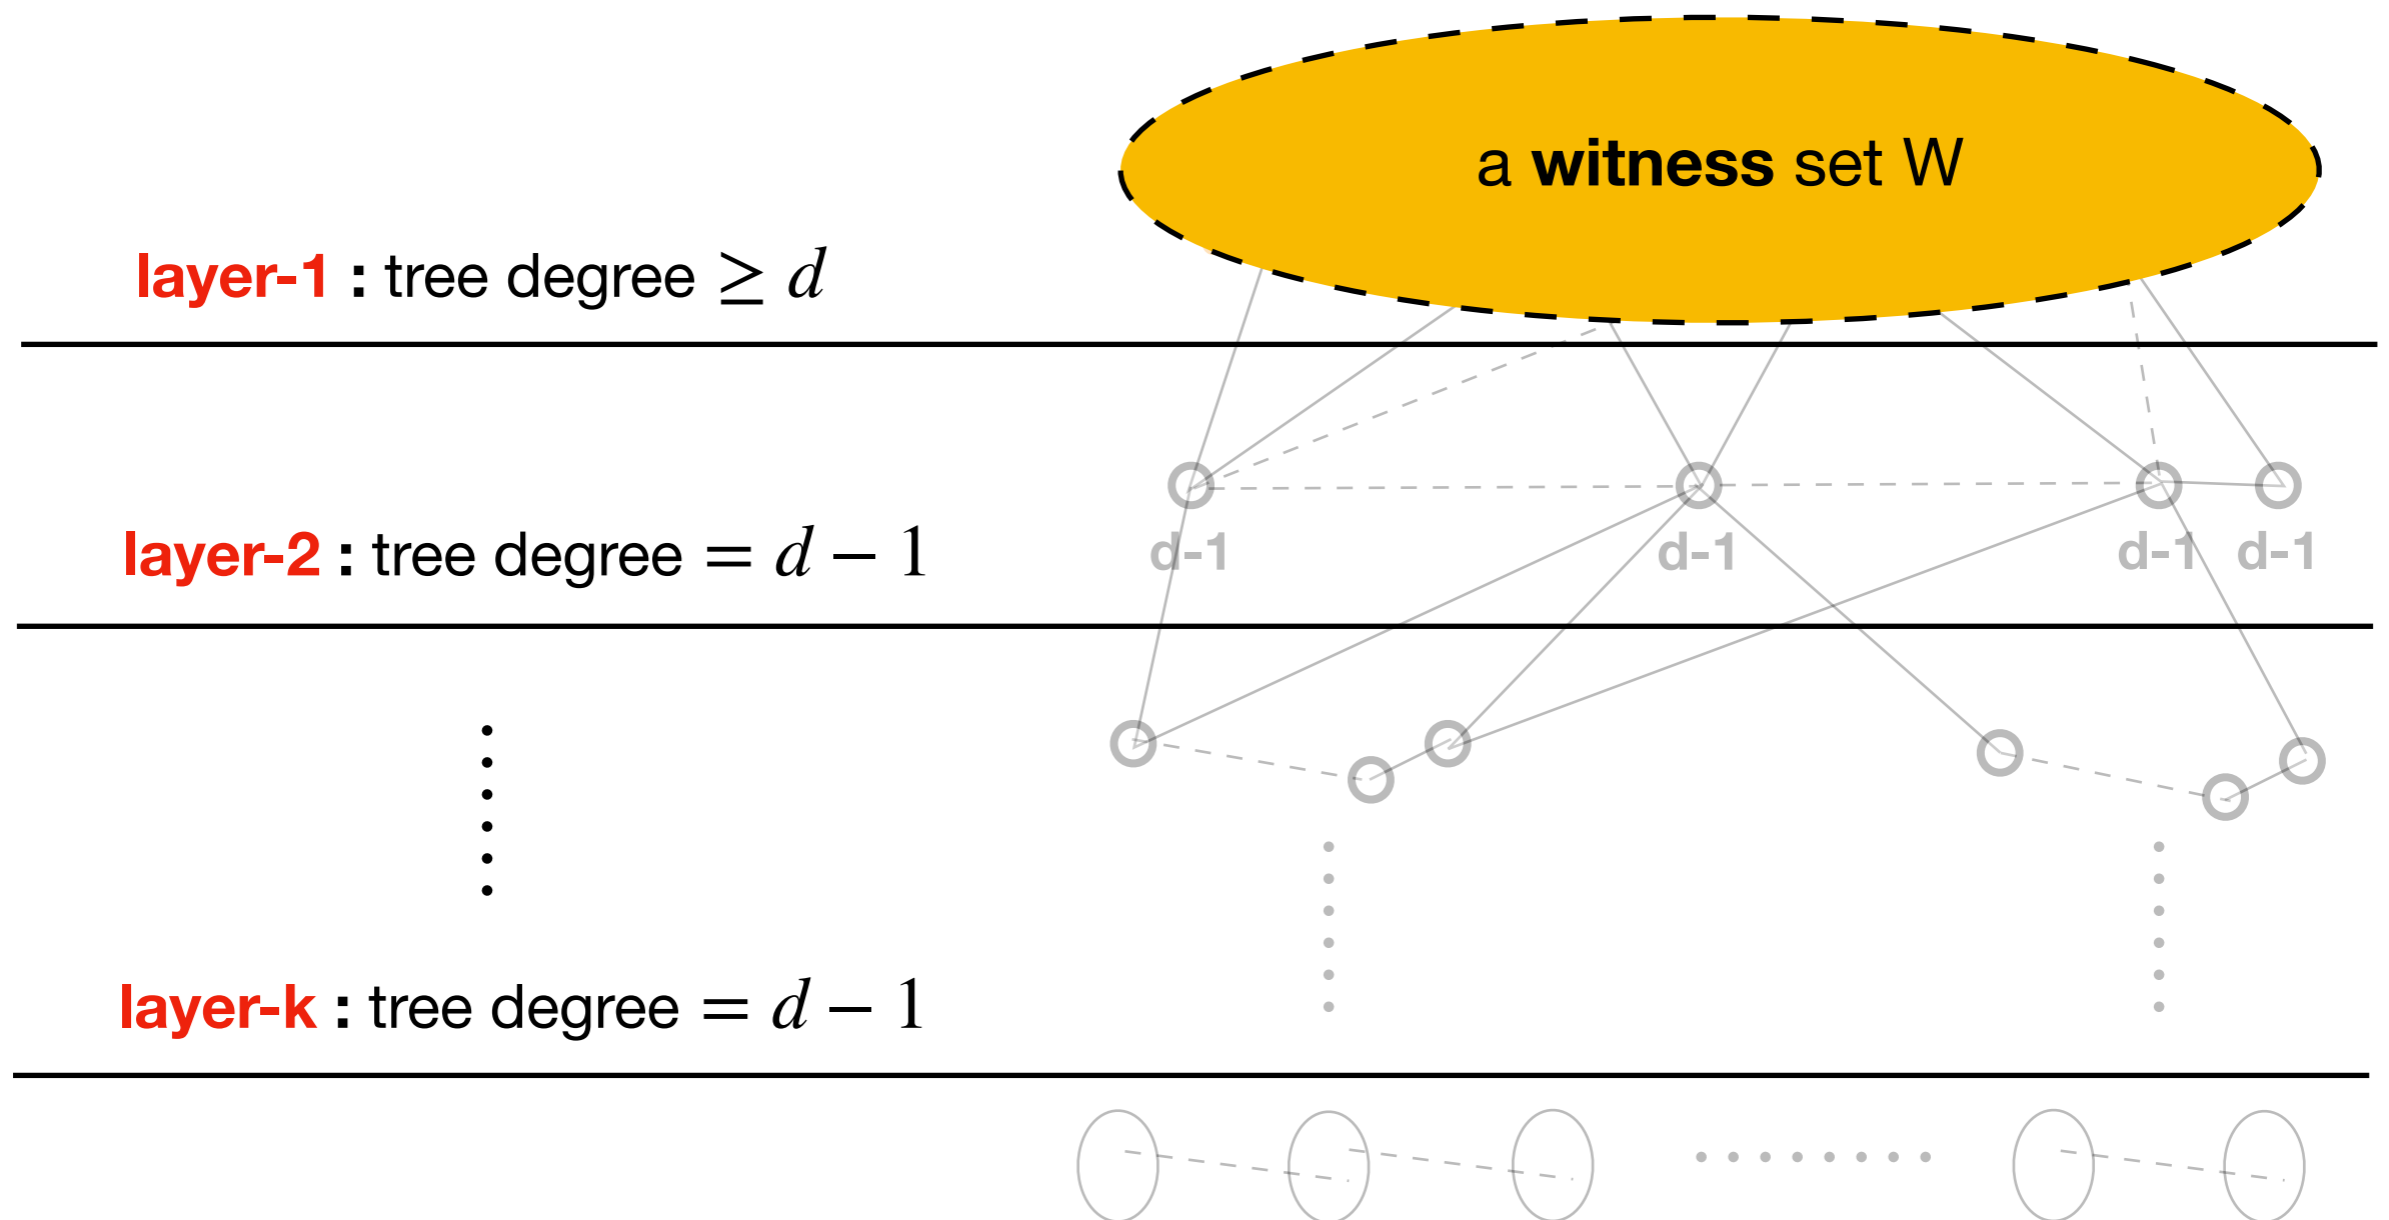 a witness set W
layer-1 : tree degree ≥ d
layer-2 : tree degree = d − 1
d-1 d-1 d-1 d-1
layer-k : tree degree = d − 1